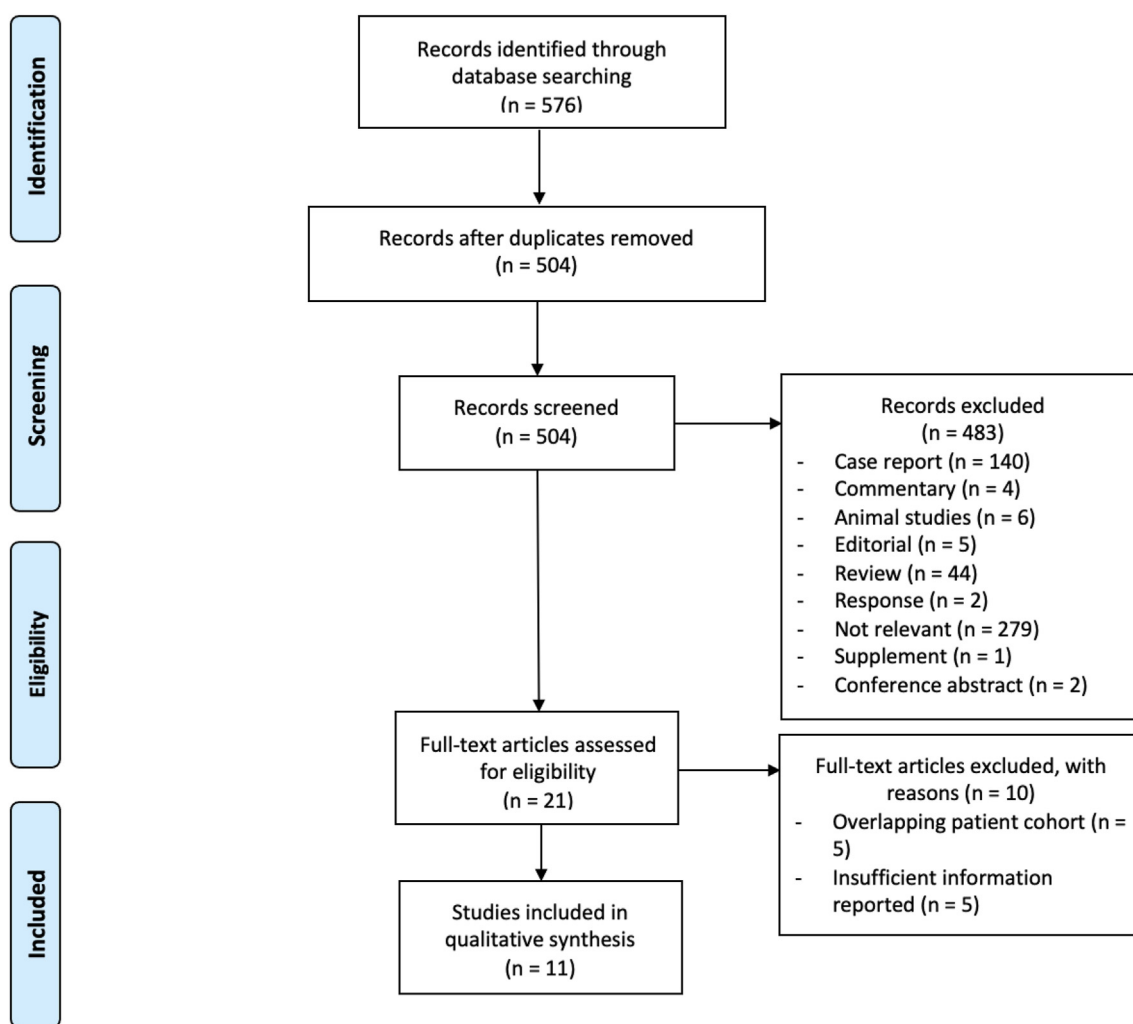 Identification
Records identified through
database searching
(n = 576)
Records after duplicates removed
(n = 504)
Screening
Records screened
(n = 504)
Records excluded
(n = 483)
- Case report (n = 140)
- Commentary (n = 4)
- Animal studies (n = 6)
- Editorial (n = 5)
- Review (n = 44)
- Response (n = 2)
- Not relevant (n = 279)
- Supplement (n = 1)
- Conference abstract (n = 2)
Eligibility
Full-text articles assessed
for eligibility
(n = 21)
Full-text articles excluded, with
reasons (n = 10)
- Overlapping patient cohort (n =
5)
- Insufficient information
reported (n = 5)
Included
Studies included in
qualitative synthesis
(n = 11)